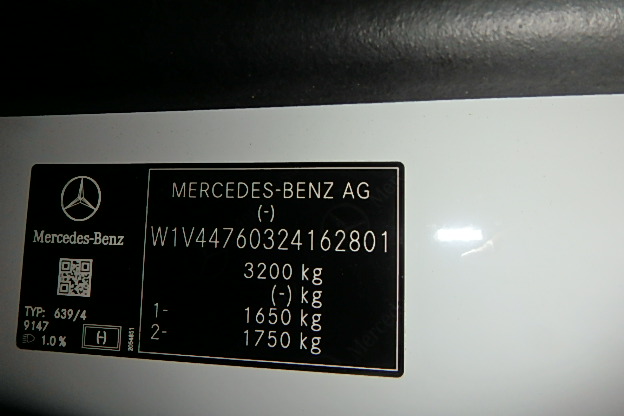 Mercedes-Benz
TYP: 639/4
9147
1.0 %
(-)
MERCEDES-BENZ AG
(-)
W1V44760324162801
3200 kg
(-) kg
1- 1650 kg
2- 1750 kg